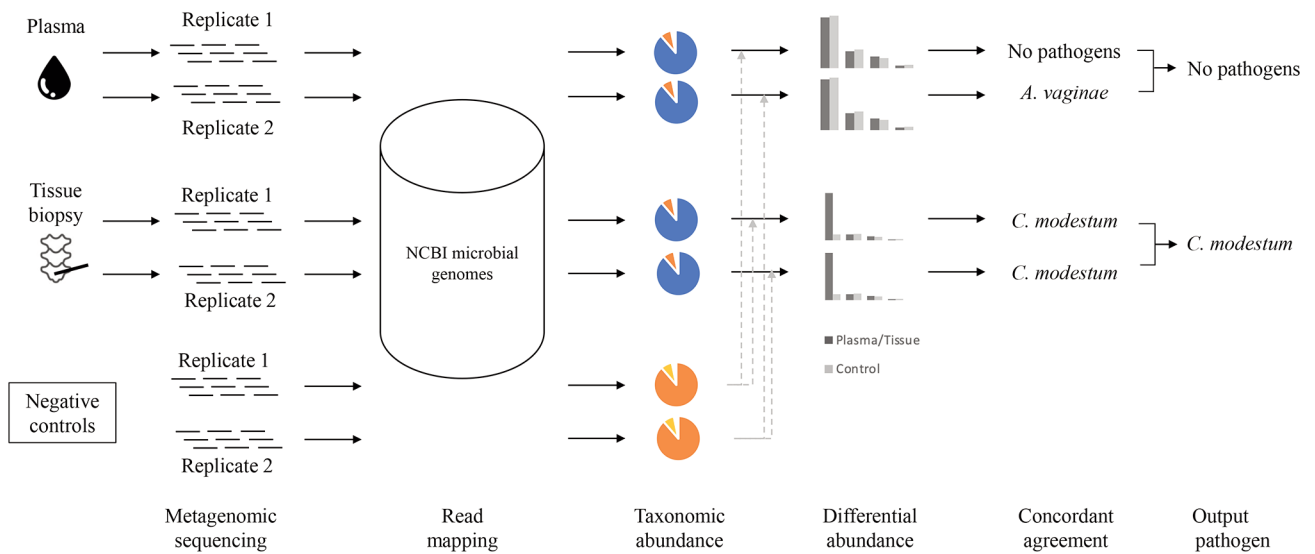 Plasma
Replicate 1
Replicate 2
No pathogens
A. vaginae
No pathogens
Tissue
biopsy
Replicate 1
Replicate 2
NCBI microbial
genomes
C. modestum
C. modestum
C. modestum
Plasma/Tissue
Control
Negative
controls
Replicate 1
Replicate 2
Metagenomic
sequencing
Read
mapping
Taxonomic
abundance
Differential
abundance
Concordant
agreement
Output
pathogen